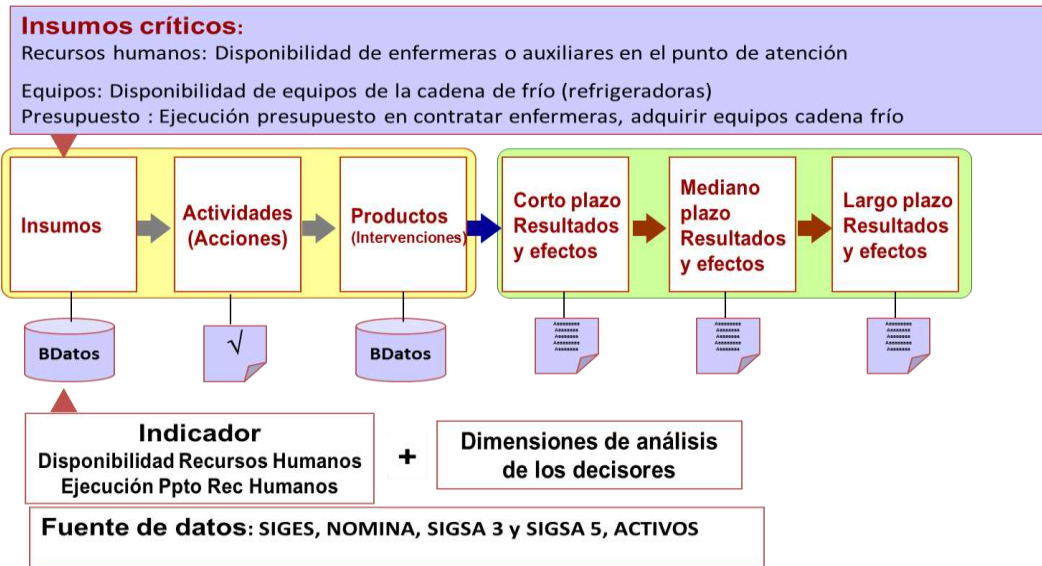 Insumos críticos:
Recursos humanos: Disponibilidad de enfermeras o auxiliares en el punto de atención
Equipos: Disponibilidad de equipos de la cadena de frío (refrigeradoras)
Presupuesto : Ejecución presupuesto en contratar enfermeras, adquirir equipos cadena frío
Insumos
Actividades
(Acciones)
Productos
(Intervenciones)
Corto plazo
Resultados
y efectos
Mediano
plazo
Resultados
y efectos
Largo plazo
Resultados
y efectos
BDatos
√
BDatos
Indicador
Disponibilidad Recursos Humanos
Ejecución Ppto Rec Humanos
+
Dimensiones de análisis
de los decisores
Fuente de datos: SIGES, NOMINA, SIGSA 3 y SIGSA 5, ACTIVOS